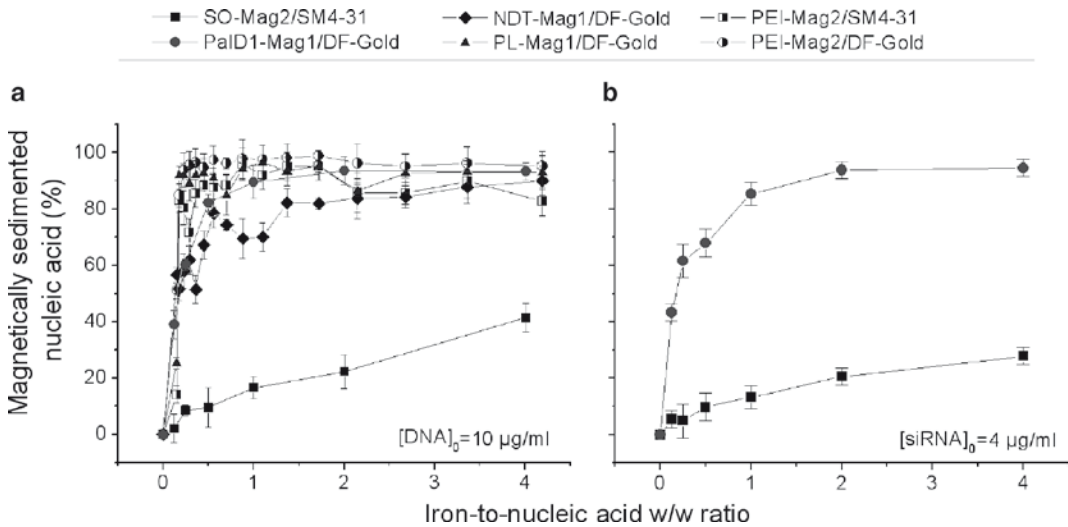 SO-Mag2/SM4-31 NDT-Mag1/DF-Gold PEI-Mag2/SM4-31
PalD1-Mag1/DF-Gold PL-Mag1/DF-Gold PEI-Mag2/DF-Gold
a b
Magnetically sedimented
nucleic acid (%)
100
80
60
40
20
0
[DNA]0=10 µg/ml
[siRNA]0=4 µg/ml
0 1 2 3 4
0 1 2 3 4
Iron-to-nucleic acid w/w ratio